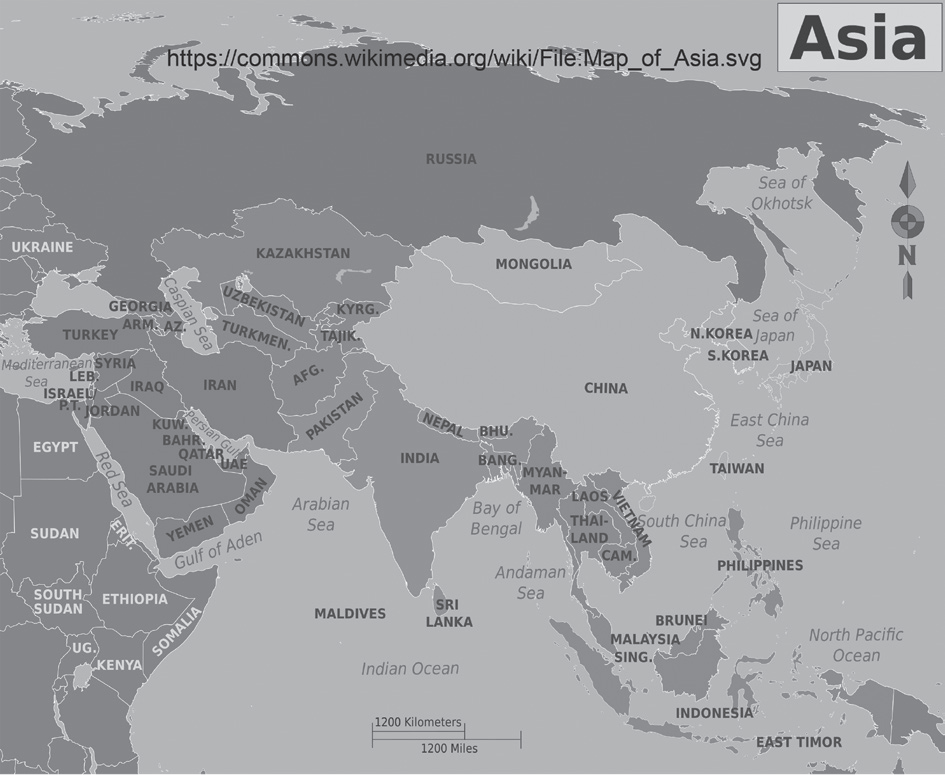 Asia
https://commons.wikimedia.org/wiki/File:Map_of_Asia.svg
RUSSIA
Sea of
Okhotsk
N
UKRAINE
KAZAKHSTAN
MONGOLIA
GEORGIA
Caspian Sea
UZBEKISTAN
KYRG.
ARM.
AZ.
TURKMEN.
TAJIK.
TURKEY
N.KOREA
Sea of
Japan
S.KOREA
JAPAN
Mediterranean
Sea
SYRIA
LEB.
ISRAEL
P.T.
JORDAN
IRAQ
IRAN
AFG.
PAKISTAN
CHINA
KUW.
BAHR.
QATAR
UAE
Persian Gulf
SAUDI
ARABIA
OMAN
YEMEN
EGYPT
Red Sea
NEPAL
BHU.
INDIA
BANG.
MYAN-
MAR
East China
Sea
TAIWAN
LAOS
VIETNAM
THAI-
LAND
CAM.
Arabian
Sea
Bay of
Bengal
South China
Sea
Philippine
Sea
SUDAN
ERIT.
Gulf of Aden
Andaman
Sea
PHILIPPINES
SOUTH
SUDAN
ETHIOPIA
SOMALIA
MALDIVES
SRI
LANKA
BRUNEI
MALAYSIA
SING.
North Pacific
Ocean
UG.
KENYA
Indian Ocean
INDONESIA
EAST TIMOR
1200 Kilometers
1200 Miles